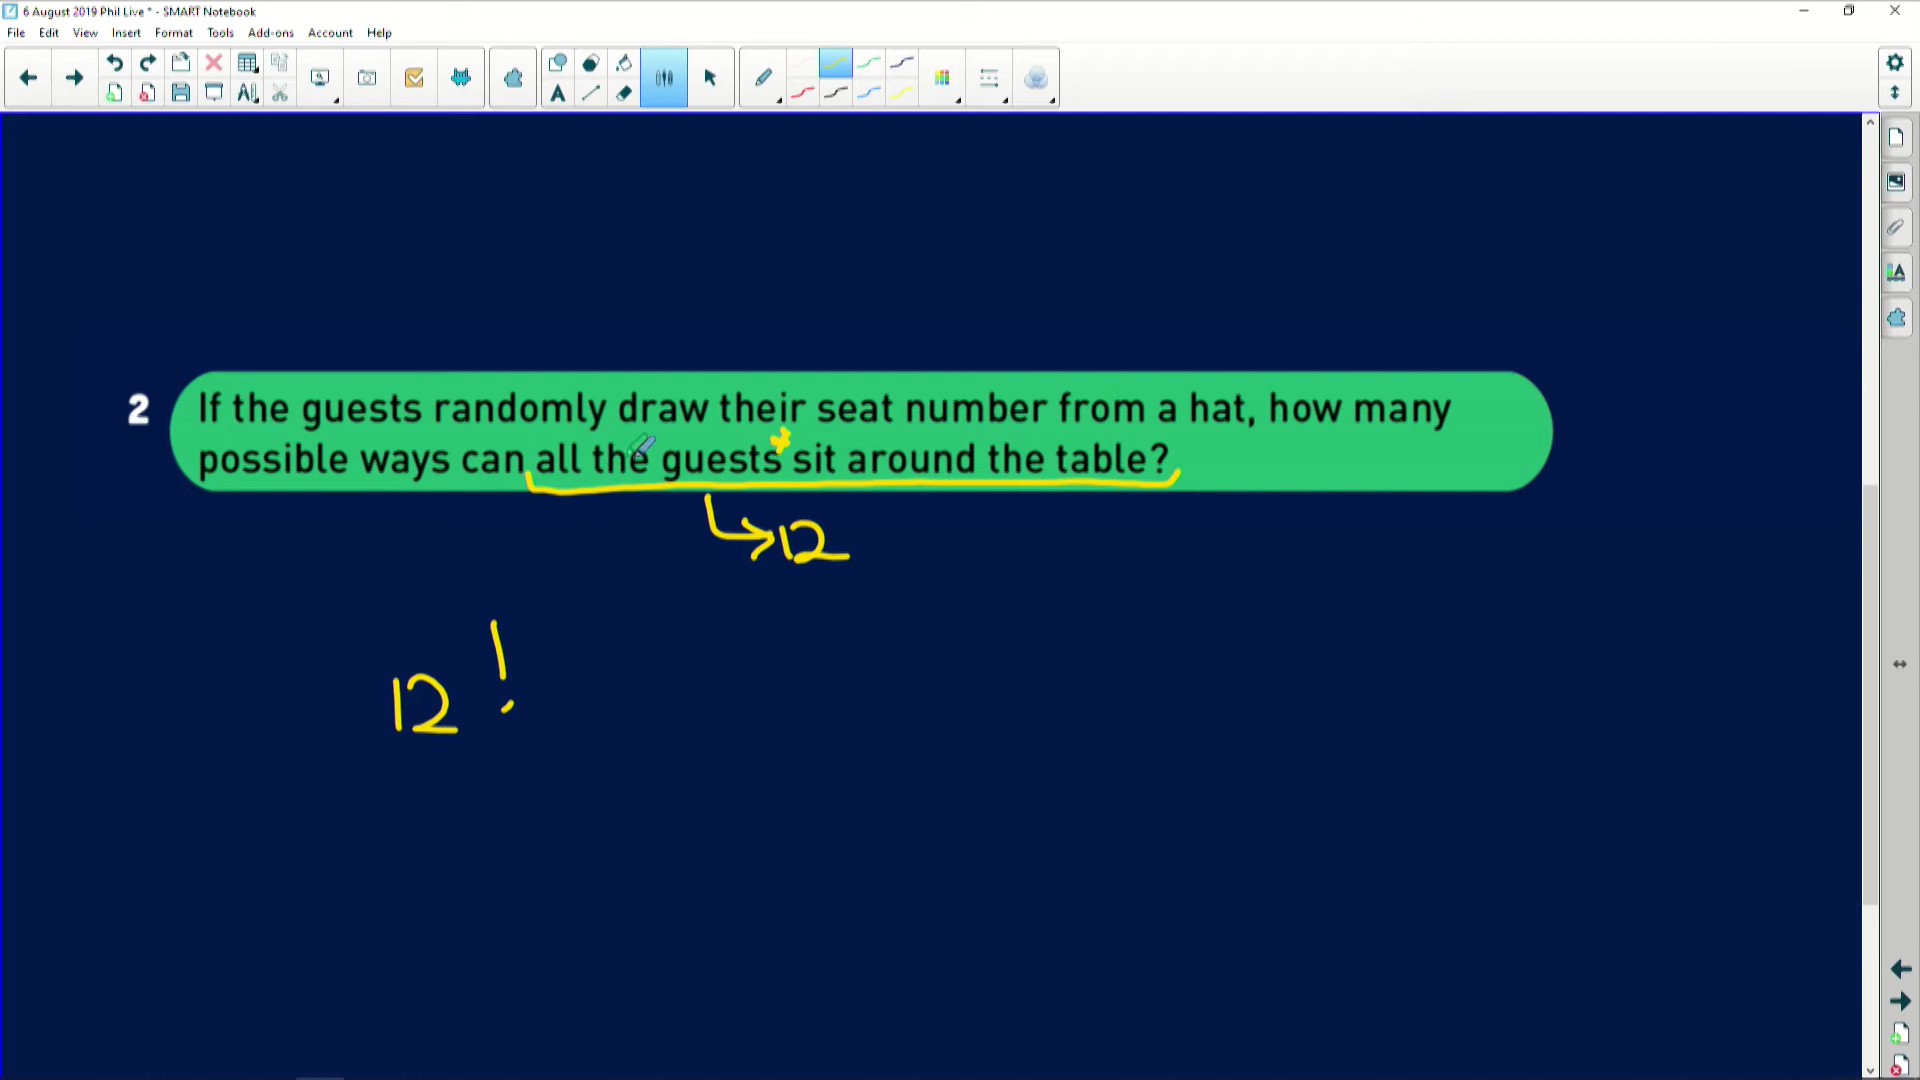 6 August 2019 Phil Live * - SMART Notebook
File Edit View Insert Format Tools Add-ons Account Help
2
If the guests randomly draw their seat number from a hat, how many
possible ways can all the guests* sit around the table?
12
12 !